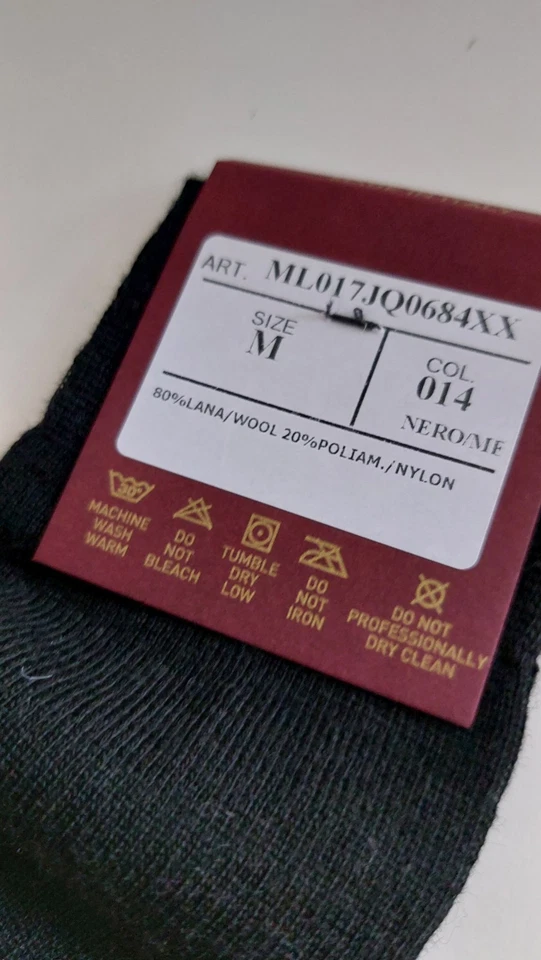 ART. ML017JQ0684XX
SIZE
M
COL.
014
NERO/ME
80%LANA/WOOL 20%POLIAM./NYLON
30°
MACHINE
WASH
WARM
DO
NOT
BLEACH
TUMBLE
DRY
LOW
DO
NOT
IRON
DO NOT
PROFESSIONALLY
DRY CLEAN